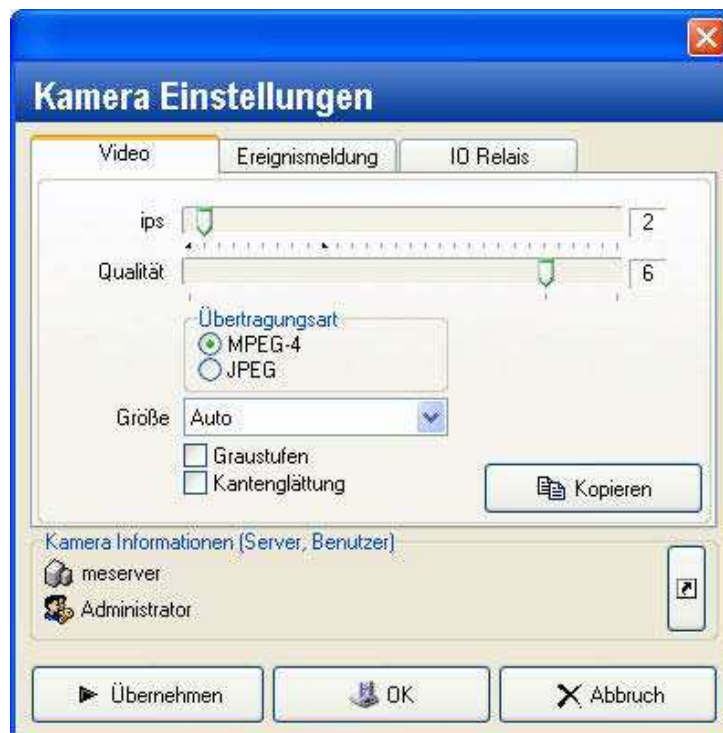 Kamera Einstellungen
Video Ereignismeldung IO Relais
ips 2
Qualität 6
Übertragungsart
MPEG-4
JPEG
Größe Auto
Graustufen
Kantenglättung
Kopieren
Kamera Informationen (Server, Benutzer)
meserver
Administrator
Übernehmen OK Abbruch